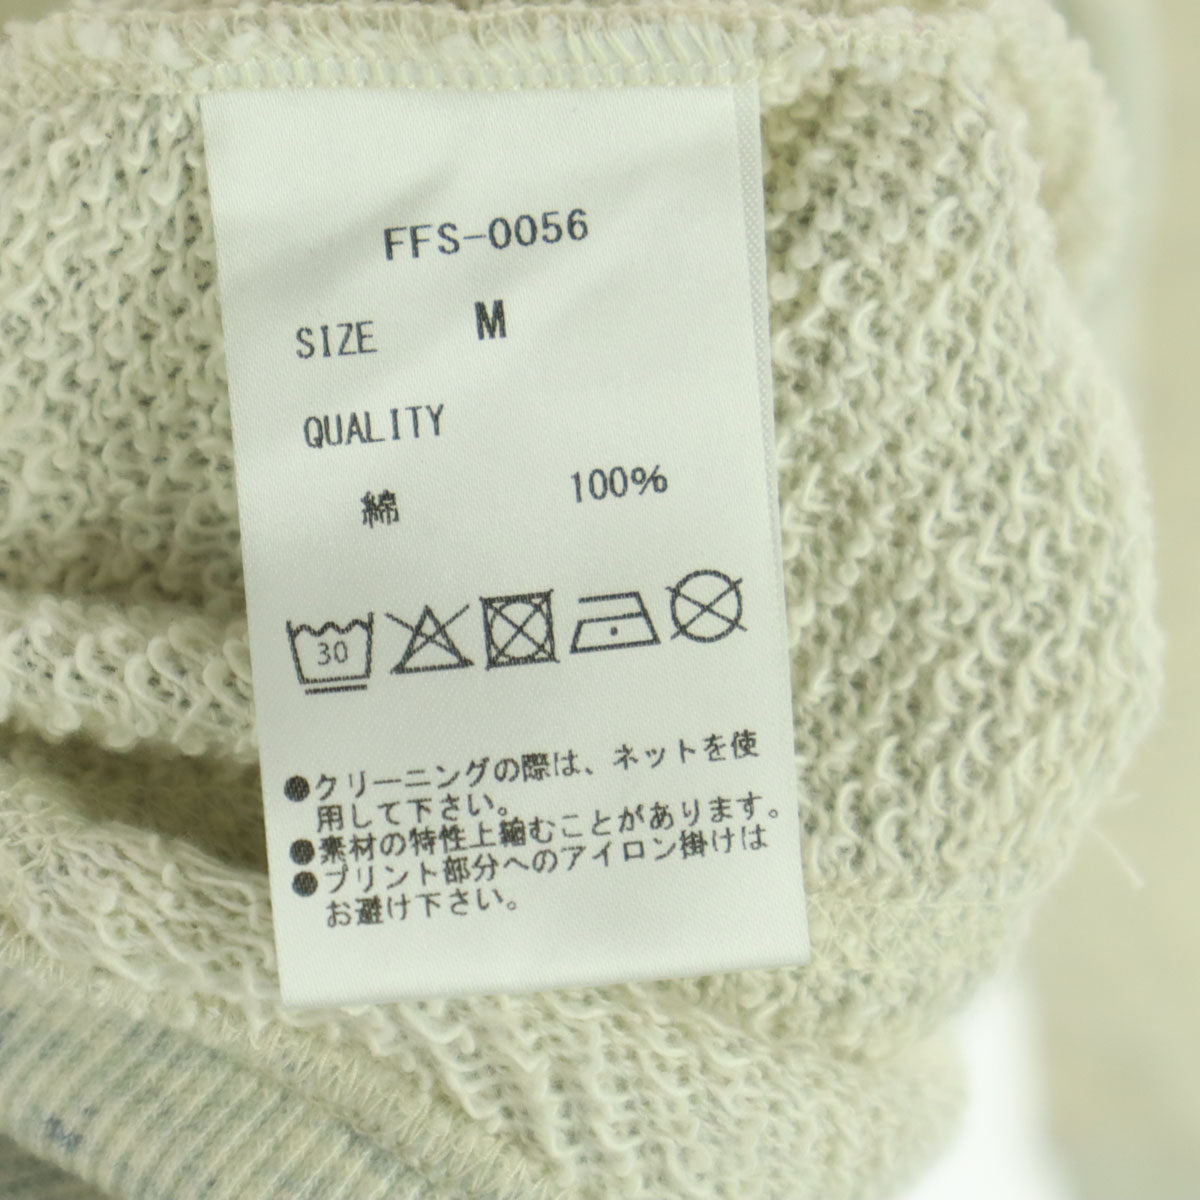 FFS-0056
SIZE M
QUALITY
綿 100%
30
●クリーニングの際は、ネットを使
用して下さい。
●素材の特性上縮むことがあります。
●プリント部分へのアイロン掛けは
お避け下さい。